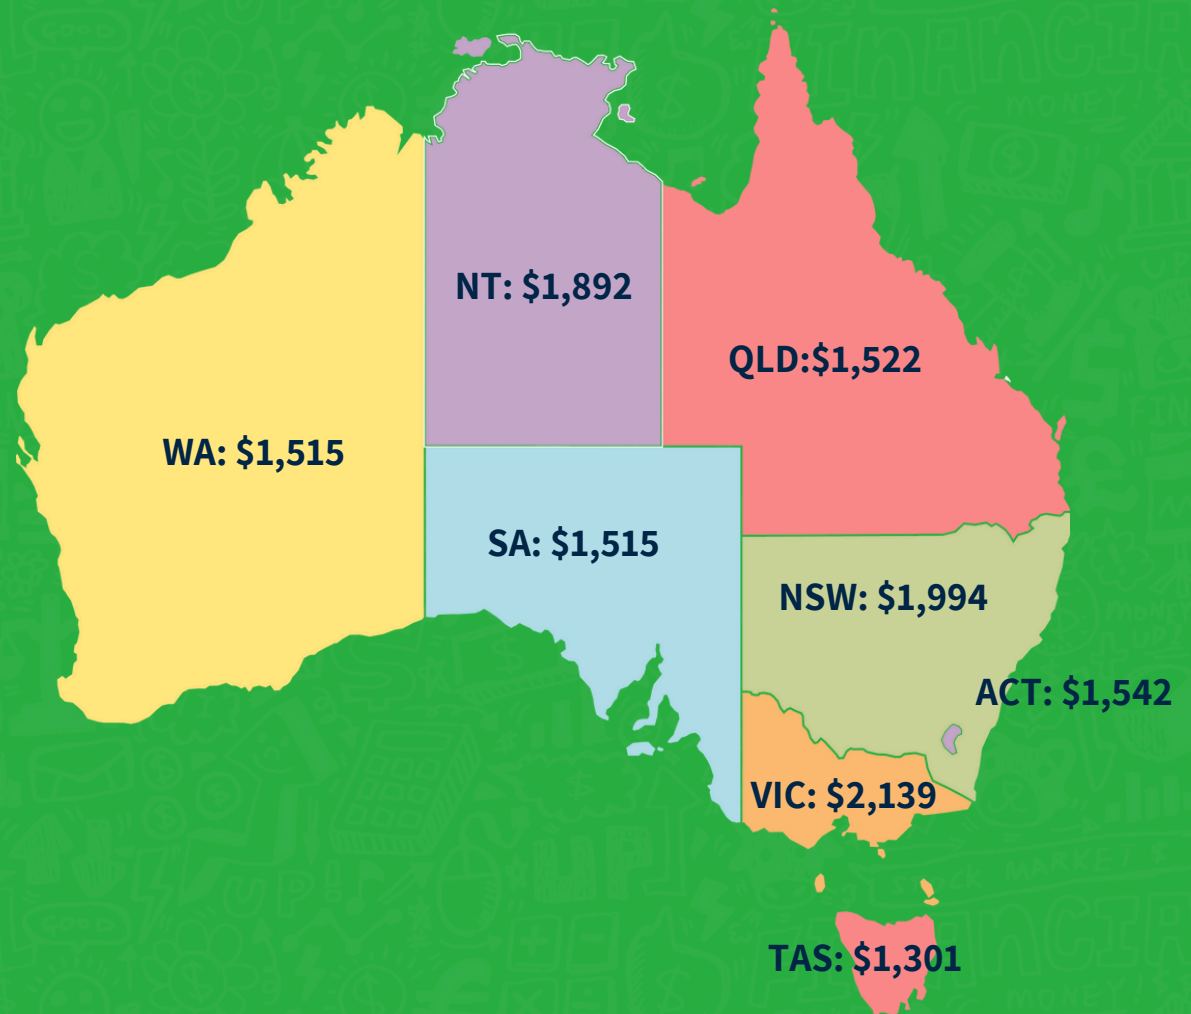 NT: $1,892
QLD:$1,522
WA: $1,515
SA: $1,515
NSW: $1,994
ACT: $1,542
VIC: $2,139
TAS: $1,301